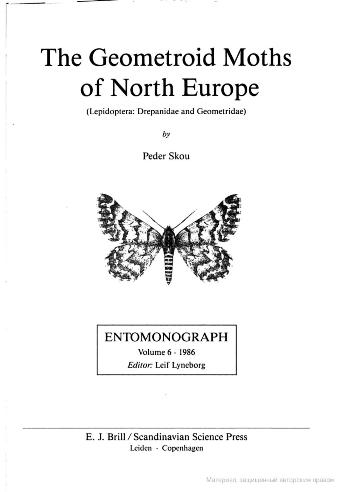 The Geometroid Moths
of North Europe
(Lepidoptera: Drepanidae and Geometridae)
by
Peder Skou
ENTOMONOGRAPH
Volume 6 - 1986
Editor: Leif Lyneborg
E. J. Brill / Scandinavian Science Press
Leiden - Copenhagen
Материал, защищенный авторским правом